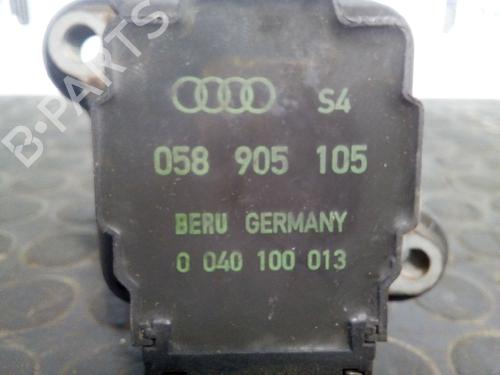 B-PARTS
S4
058 905 105
BERU GERMANY
0 040 100 013